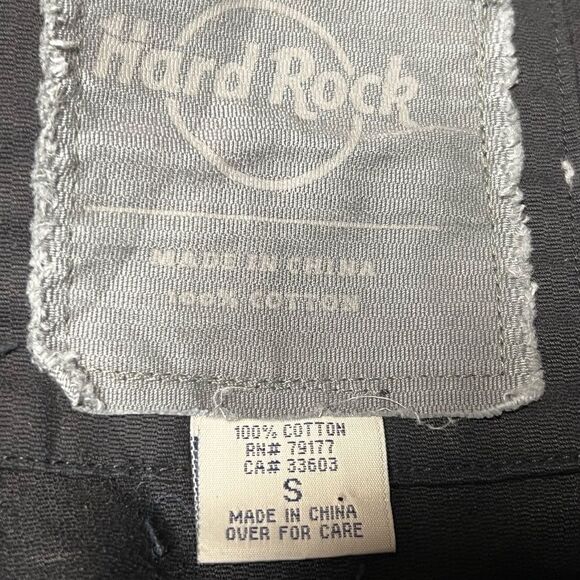 Hard Rock
MADE IN CHINA
100% COTTON
100% COTTON
RN# 79177
CA# 33603
S
MADE IN CHINA
OVER FOR CARE